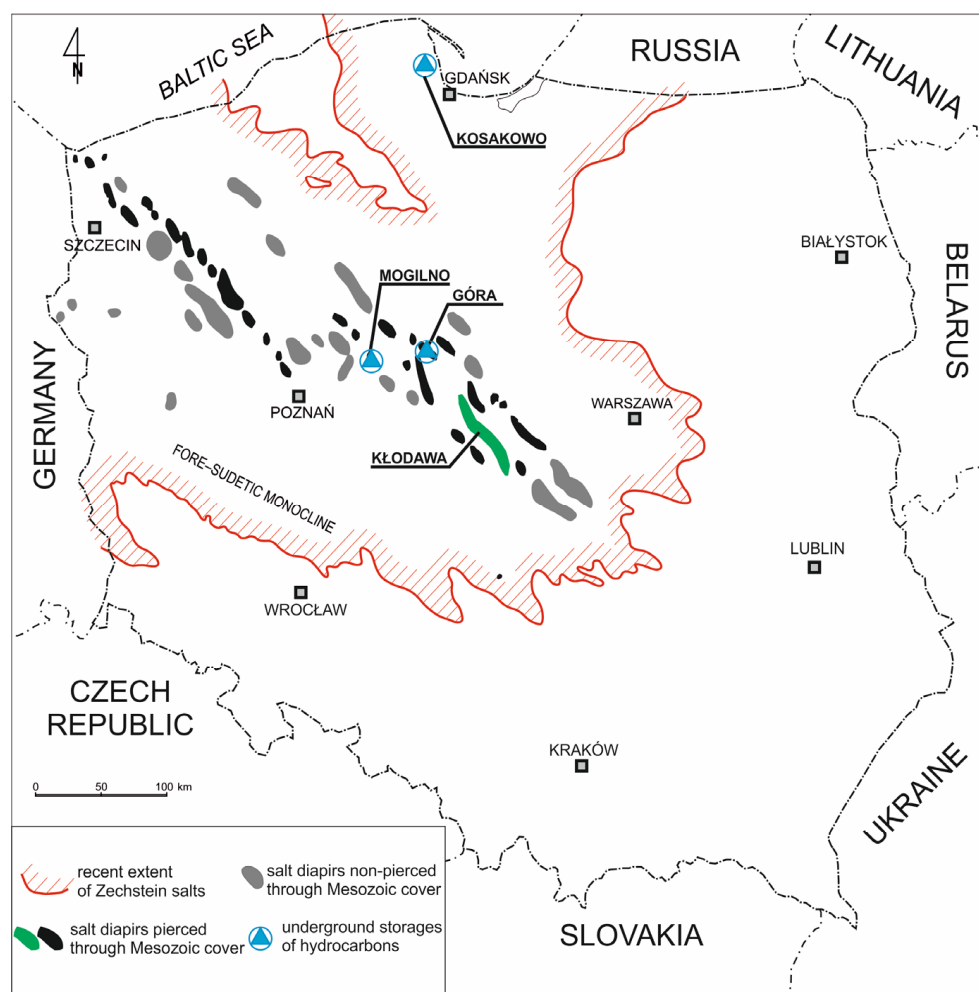 N
BALTIC SEA
RUSSIA
LITHUANIA
GDAŃSK
KOSAKOWO
SZCZECIN
BIAŁYSTOK
BELARUS
MOGILNO
GÓRA
GERMANY
POZNAŃ
WARSZAWA
KŁODAWA
FORE–SUDETIC MONOCLINE
LUBLIN
WROCŁAW
CZECH
REPUBLIC
KRAKÓW
UKRAINE
0 50 100 km
SLOVAKIA
recent extent
of Zechstein salts
salt diapirs non-pierced
through Mesozoic cover
salt diapirs pierced
through Mesozoic cover
underground storages
of hydrocarbons